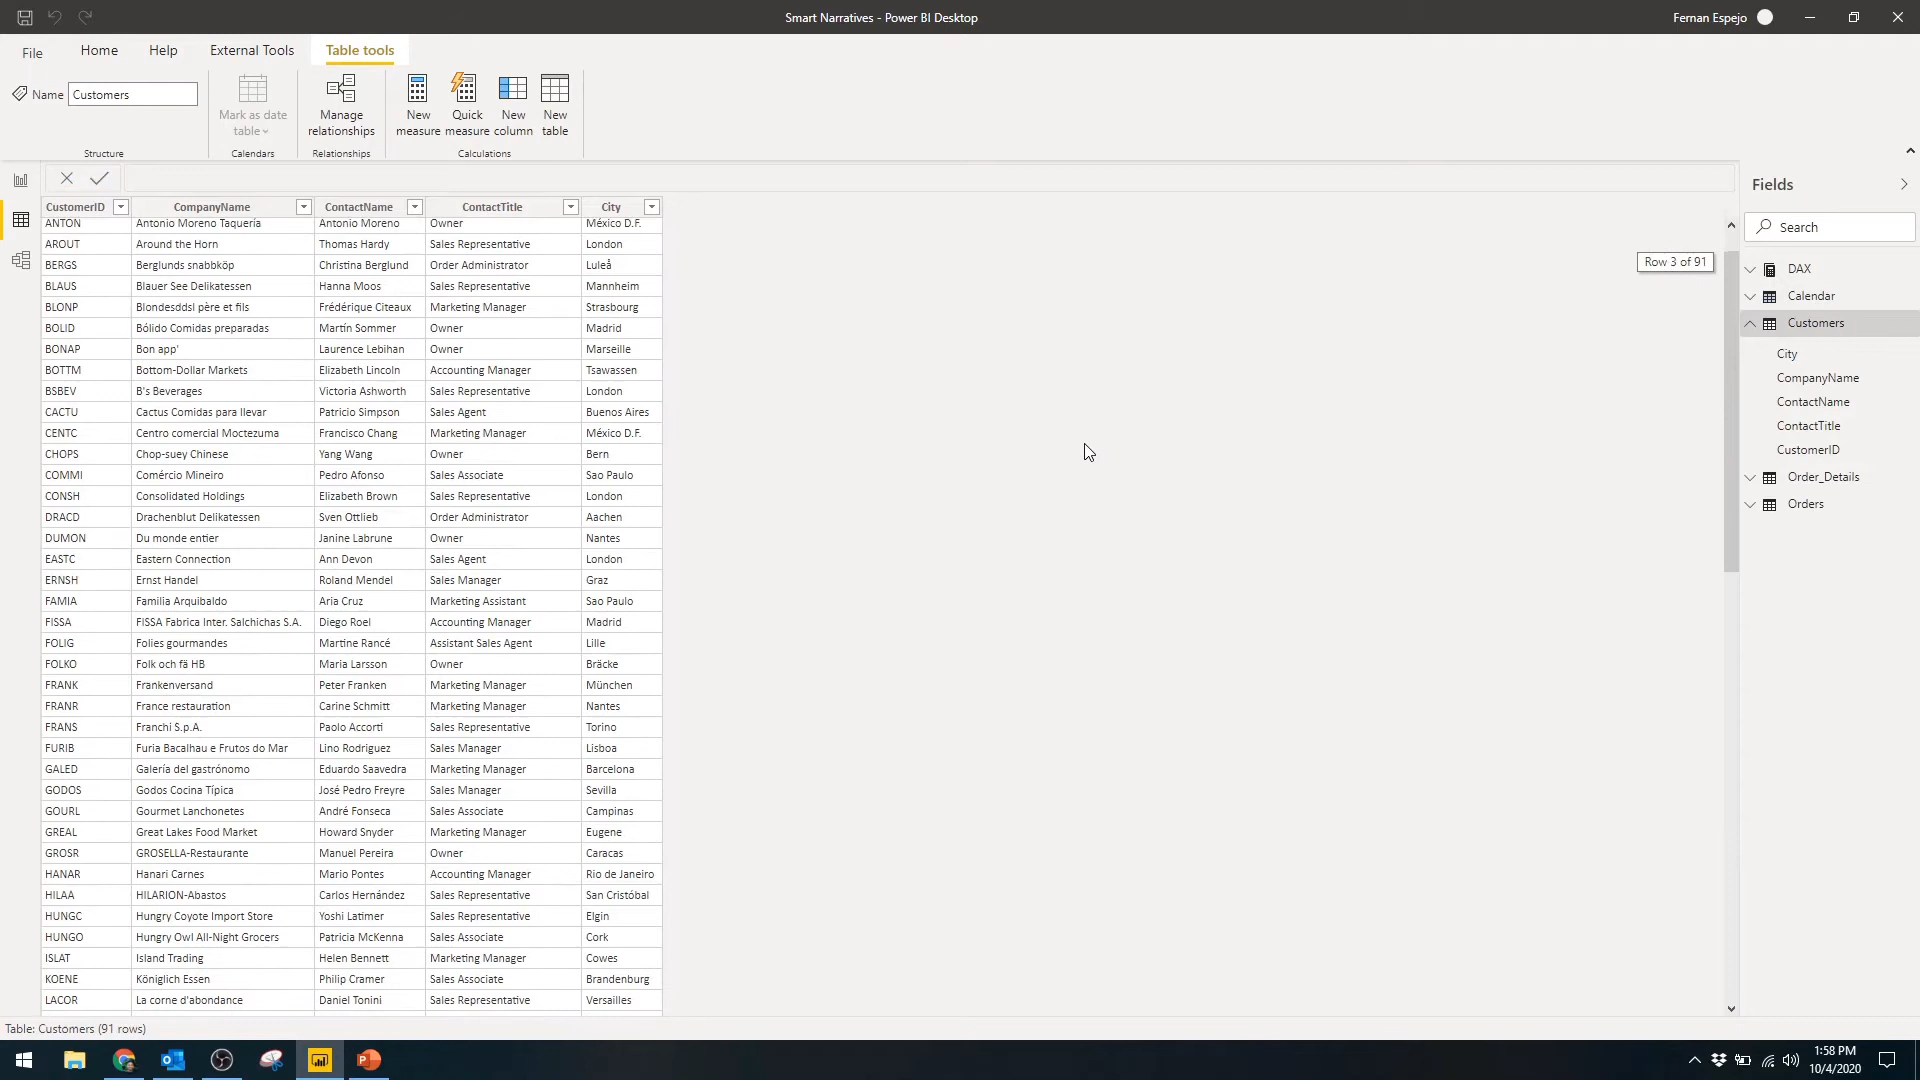 Smart Narratives - Power BI Desktop
Fernan Espejo
File Home Help External Tools Table tools
Name Customers
Mark as date table
Manage relationships
New measure
Quick measure
New column
New table
Structure Calendars Relationships Calculations
CustomerID CompanyName ContactName ContactTitle City
ANTON Antonio Moreno Taquería Antonio Moreno Owner México D.F.
AROUT Around the Horn Thomas Hardy Sales Representative London
BERGS Berglunds snabbköp Christina Berglund Order Administrator Luleå
BLAUS Blauer See Delikatessen Hanna Moos Sales Representative Mannheim
BLONP Blondesddsl père et fils Frédérique Citeaux Marketing Manager Strasbourg
BOLID Bólido Comidas preparadas Martín Sommer Owner Madrid
BONAP Bon app' Laurence Lebihan Owner Marseille
BOTTM Bottom-Dollar Markets Elizabeth Lincoln Accounting Manager Tsawassen
BSBEV B's Beverages Victoria Ashworth Sales Representative London
CACTU Cactus Comidas para llevar Patricio Simpson Sales Agent Buenos Aires
CENTC Centro comercial Moctezuma Francisco Chang Marketing Manager México D.F.
CHOPS Chop-suey Chinese Yang Wang Owner Bern
COMMI Comércio Mineiro Pedro Afonso Sales Associate Sao Paulo
CONSH Consolidated Holdings Elizabeth Brown Sales Representative London
DRACD Drachenblut Delikatessen Sven Ottlieb Order Administrator Aachen
DUMON Du monde entier Janine Labrune Owner Nantes
EASTC Eastern Connection Ann Devon Sales Agent London
ERNSH Ernst Handel Roland Mendel Sales Manager Graz
FAMIA Familia Arquibaldo Aria Cruz Marketing Assistant Sao Paulo
FISSA FISSA Fabrica Inter. Salchichas S.A. Diego Roel Accounting Manager Madrid
FOLIG Folies gourmandes Martine Rancé Assistant Sales Agent Lille
FOLKO Folk och fä HB Maria Larsson Owner Bräcke
FRANK Frankenversand Peter Franken Marketing Manager München
FRANR France restauration Carine Schmitt Marketing Manager Nantes
FRANS Franchi S.p.A. Paolo Accorti Sales Representative Torino
FURIB Furia Bacalhau e Frutos do Mar Lino Rodriguez Sales Manager Lisboa
GALED Galería del gastrónomo Eduardo Saavedra Marketing Manager Barcelona
GODOS Godos Cocina Típica José Pedro Freyre Sales Manager Sevilla
GOURL Gourmet Lanchonetes André Fonseca Sales Associate Campinas
GREAL Great Lakes Food Market Howard Snyder Marketing Manager Eugene
GROSR GROSELLA-Restaurante Manuel Pereira Owner Caracas
HANAR Hanari Carnes Mario Pontes Accounting Manager Rio de Janeiro
HILAA HILARION-Abastos Carlos Hernández Sales Representative San Cristóbal
HUNGC Hungry Coyote Import Store Yoshi Latimer Sales Representative Elgin
HUNGO Hungry Owl All-Night Grocers Patricia McKenna Sales Associate Cork
ISLAT Island Trading Helen Bennett Marketing Manager Cowes
KOENE Königlich Essen Philip Cramer Sales Associate Brandenburg
LACOR La corne d'abondance Daniel Tonini Sales Representative Versailles
Row 3 of 91
Fields
Search
DAX
Calendar
Customers
City
CompanyName
ContactName
ContactTitle
CustomerID
Order_Details
Orders
Table: Customers (91 rows)
1:58 PM
10/4/2020